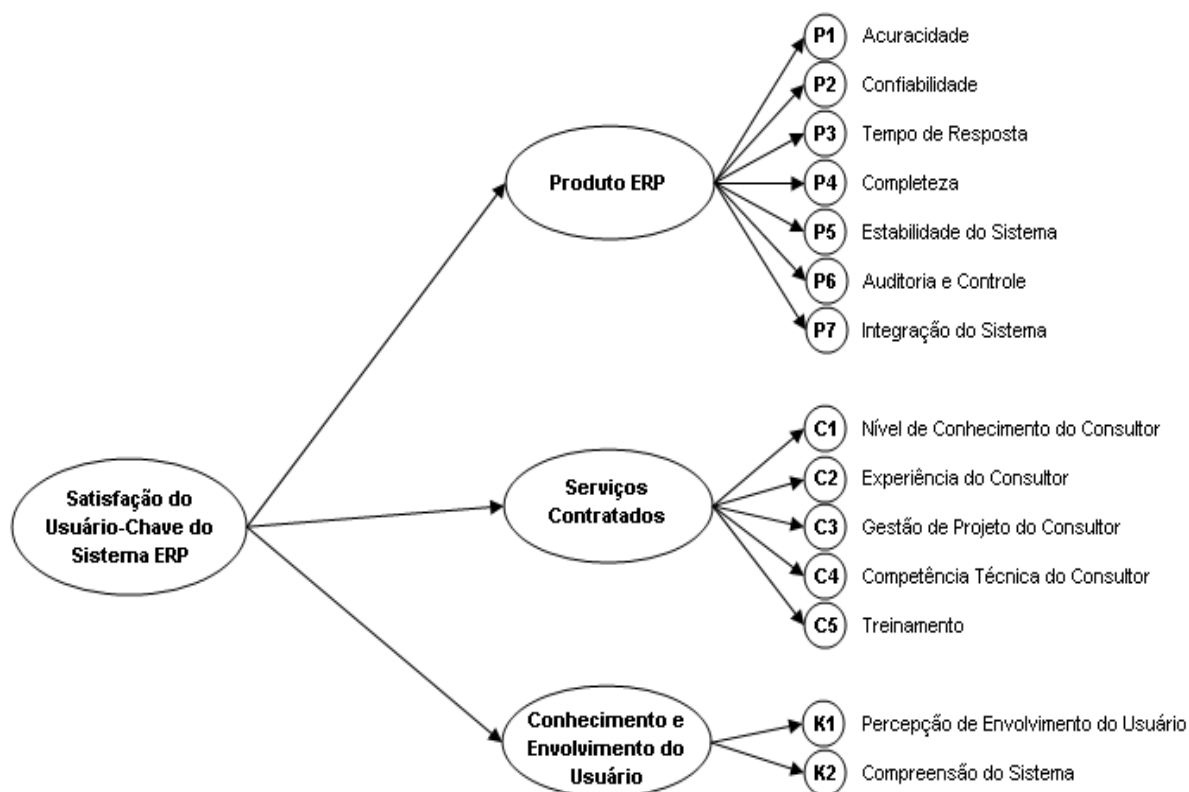 P1 Acuracidade
P2 Confiabilidade
P3 Tempo de Resposta
Produto ERP
P4 Completeza
P5 Estabilidade do Sistema
P6 Auditoria e Controle
P7 Integração do Sistema
C1 Nível de Conhecimento do Consultor
C2 Experiência do Consultor
Serviços
Contratados
C3 Gestão de Projeto do Consultor
C4 Competência Técnica do Consultor
C5 Treinamento
Satisfação do
Usuário-Chave do
Sistema ERP
Conhecimento e
Envolvimento do
Usuário
K1 Percepção de Envolvimento do Usuário
K2 Compreensão do Sistema